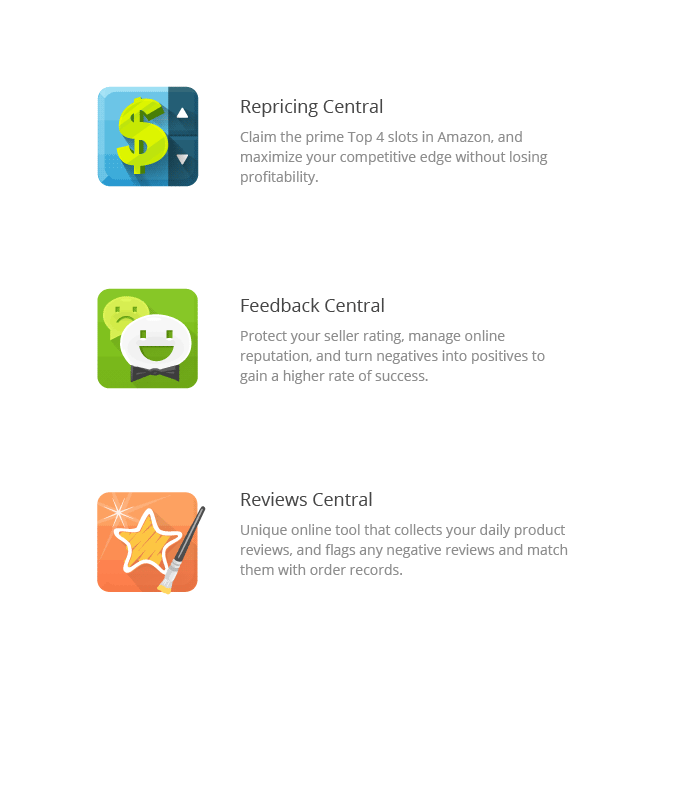 Repricing Central
Claim the prime Top 4 slots in Amazon, and
maximize your competitive edge without losing
profitability.
Feedback Central
Protect your seller rating, manage online
reputation, and turn negatives into positives to
gain a higher rate of success.
Reviews Central
Unique online tool that collects your daily product
reviews, and flags any negative reviews and match
them with order records.